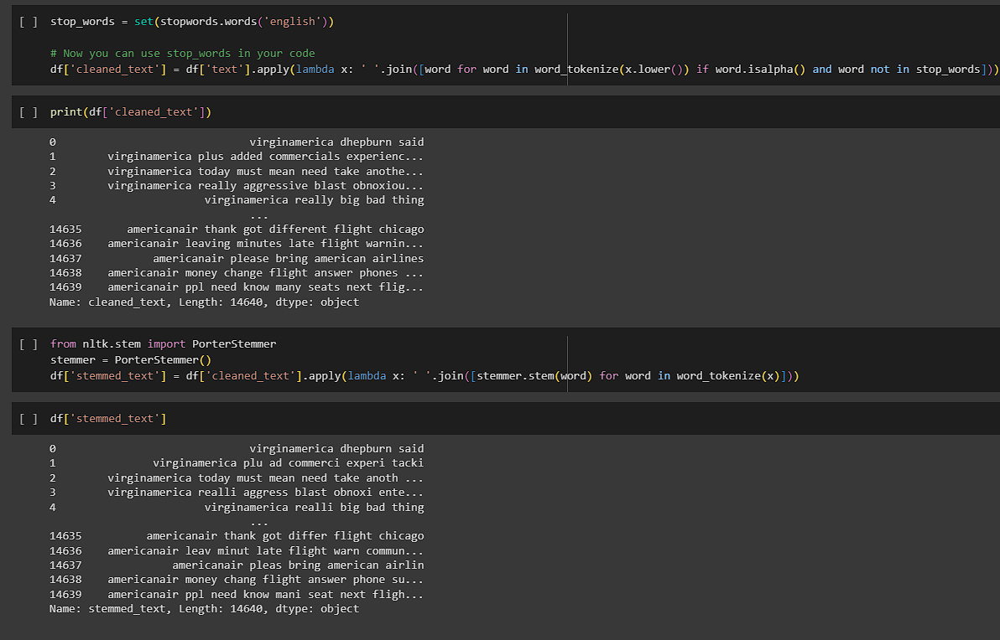 [ ] stop_words = set(stopwords.words('english'))
# Now you can use stop_words in your code
df['cleaned_text'] = df['text'].apply(lambda x: ' '.join([word for word in word_tokenize(x.lower()) if word.isalpha() and word not in stop_words]))
[ ] print(df['cleaned_text'])
0 virginamerica dhepburn said
1 virginamerica plus added commercials experienc...
2 virginamerica today must mean need take anothe...
3 virginamerica really aggressive blast obnoxiou...
4 virginamerica really big bad thing
...
14635 americanair thank got different flight chicago
14636 americanair leaving minutes late flight warnin...
14637 americanair please bring american airlines
14638 americanair money change flight answer phones ...
14639 americanair ppl need know many seats next flig...
Name: cleaned_text, Length: 14640, dtype: object
[ ] from nltk.stem import PorterStemmer
stemmer = PorterStemmer()
df['stemmed_text'] = df['cleaned_text'].apply(lambda x: ' '.join([stemmer.stem(word) for word in word_tokenize(x)]))
[ ] df['stemmed_text']
0 virginamerica dhepburn said
1 virginamerica plu ad commerci experi tacki
2 virginamerica today must mean need take anoth ...
3 virginamerica realli aggress blast obnoxi ente...
4 virginamerica realli big bad thing
...
14635 americanair thank got differ flight chicago
14636 americanair leav minut late flight warn commun...
14637 americanair pleas bring american airlin
14638 americanair money chang flight answer phone su...
14639 americanair ppl need know mani seat next fligh...
Name: stemmed_text, Length: 14640, dtype: object